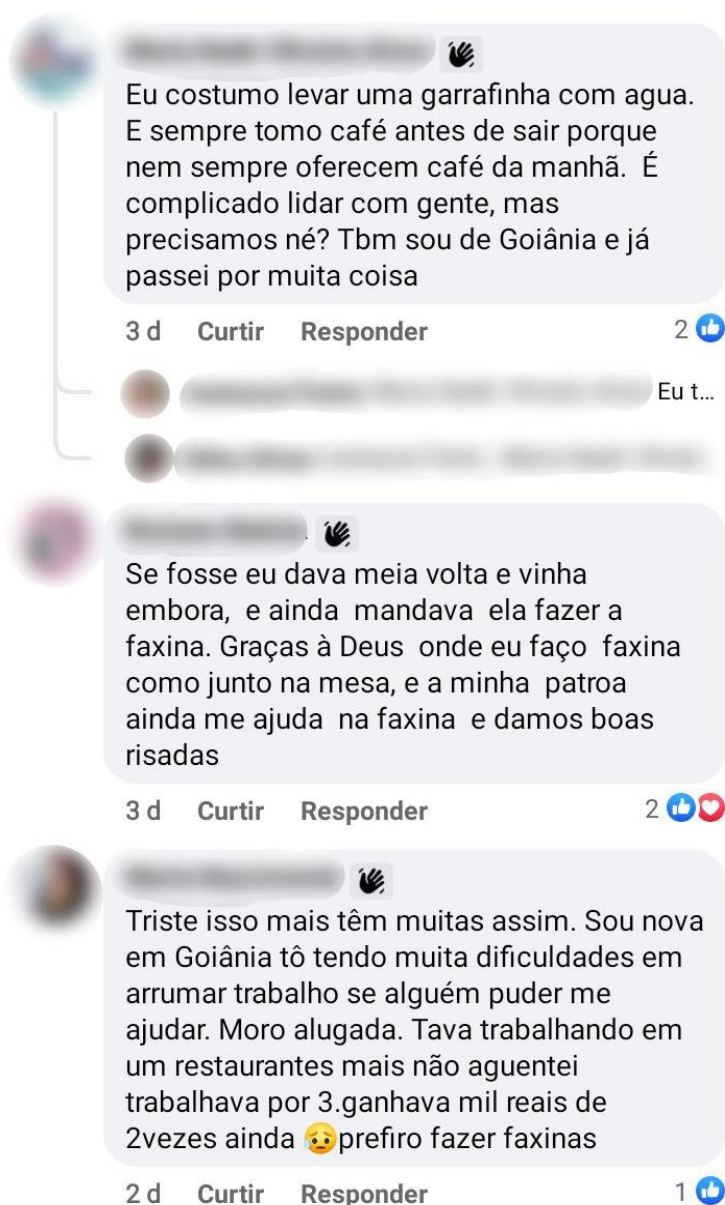 Eu costumo levar uma garrafinha com agua.
E sempre tomo café antes de sair porque
nem sempre oferecem café da manhã. É
complicado lidar com gente, mas
precisamos né? Tbm sou de Goiânia e já
passei por muita coisa
3 d Curtir Responder 2
Eu t...
Se fosse eu dava meia volta e vinha
embora, e ainda mandava ela fazer a
faxina. Graças à Deus onde eu faço faxina
como junto na mesa, e a minha patroa
ainda me ajuda na faxina e damos boas
risadas
3 d Curtir Responder 2
Triste isso mais têm muitas assim. Sou nova
em Goiânia tô tendo muita dificuldades em
arrumar trabalho se alguém puder me
ajudar. Moro alugada. Tava trabalhando em
um restaurantes mais não aguentei
trabalhava por 3.ganhava mil reais de
2vezes ainda 😥prefiro fazer faxinas
2 d Curtir Responder 1